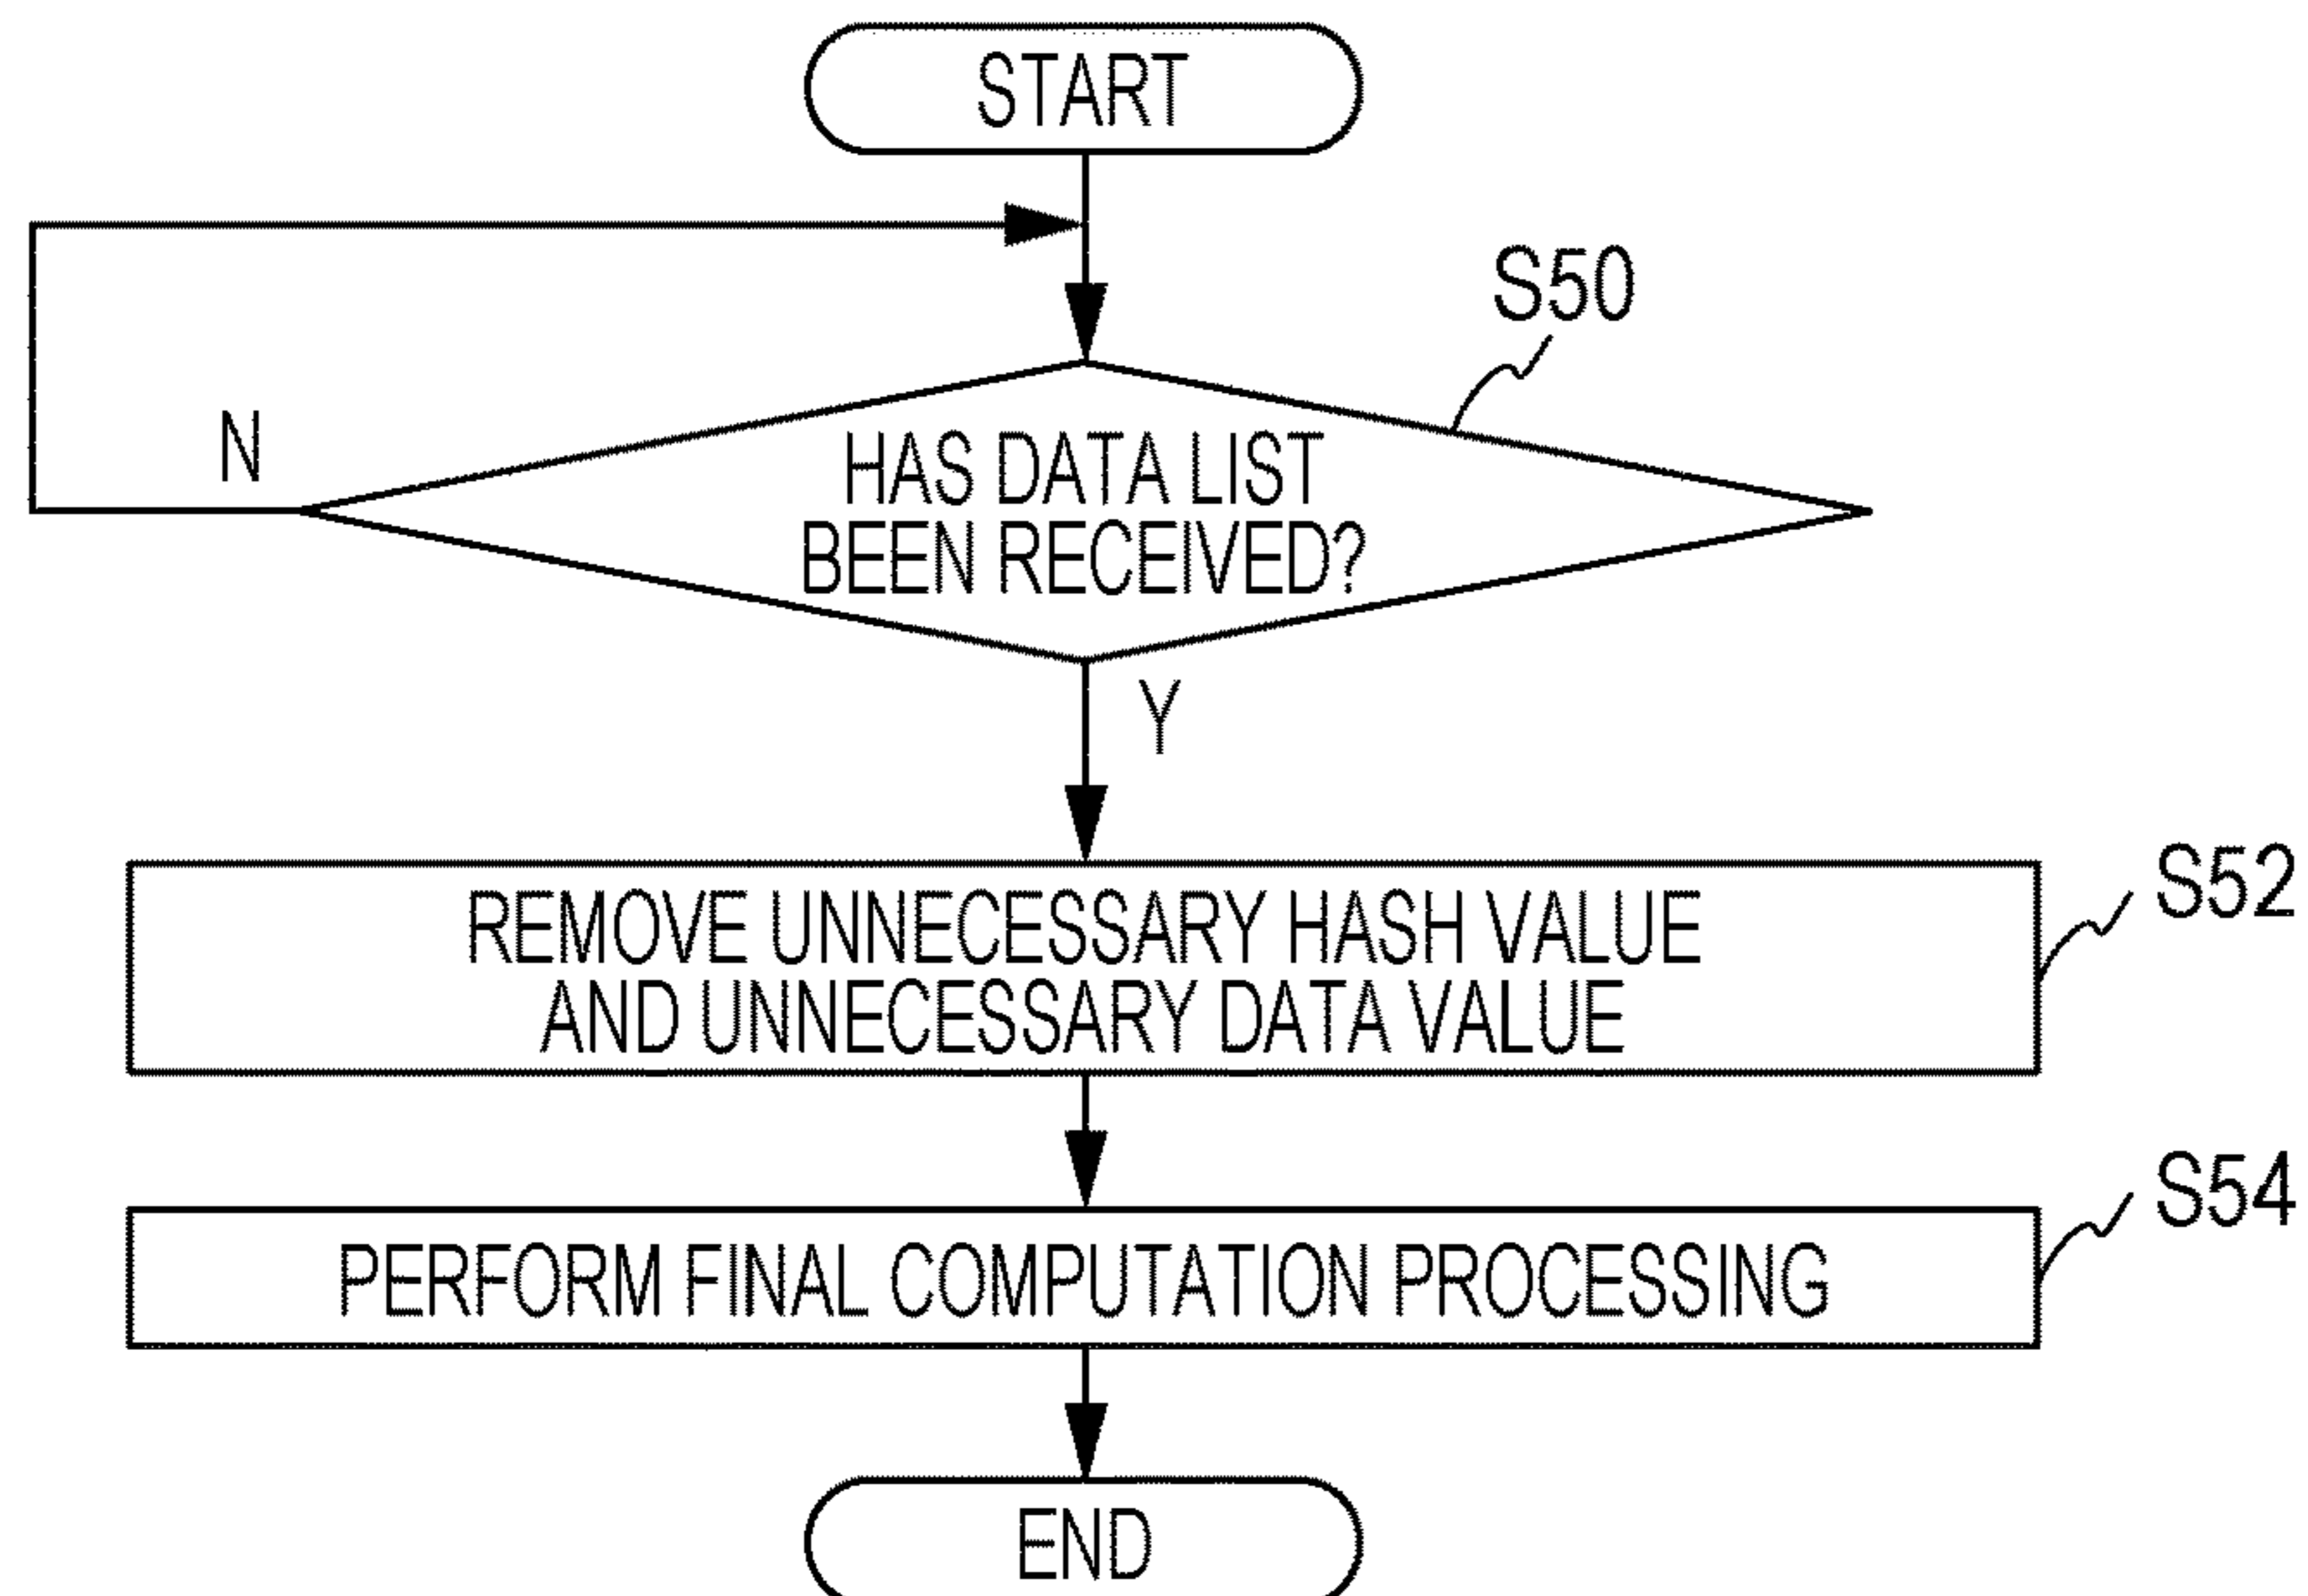 START
S50
N
HAS DATA LIST
BEEN RECEIVED?
Y
REMOVE UNNECESSARY HASH VALUE
AND UNNECESSARY DATA VALUE
S52
PERFORM FINAL COMPUTATION PROCESSING
S54
END